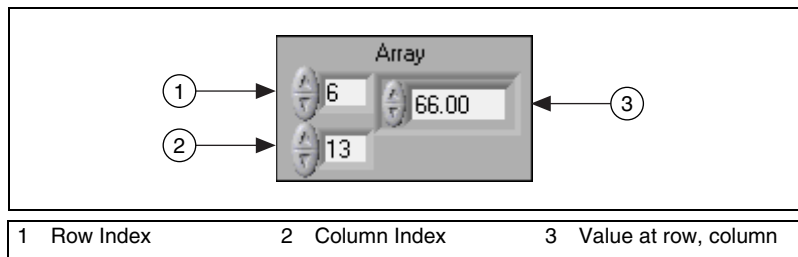 Array
1 6 66.00 3
2 13
1 Row Index 2 Column Index 3 Value at row, column